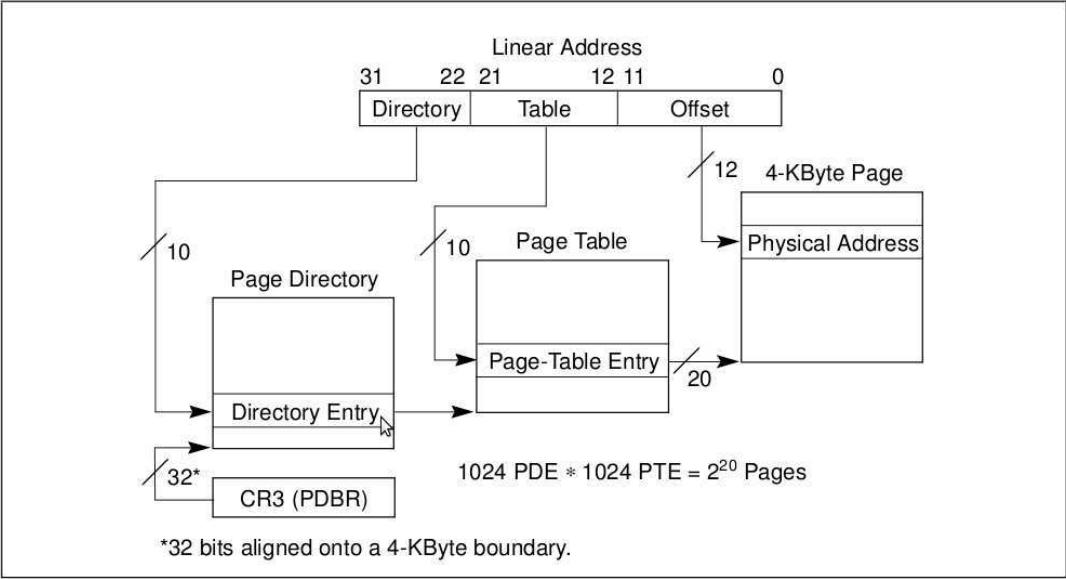 Linear Address
31 22 21 12 11 0
Directory Table Offset
12
4-KByte Page
Physical Address
10
10
Page Table
Page Directory
Page-Table Entry
20
Directory Entry
32*
1024 PDE * 1024 PTE = 2²⁰ Pages
CR3 (PDBR)
*32 bits aligned onto a 4-KByte boundary.